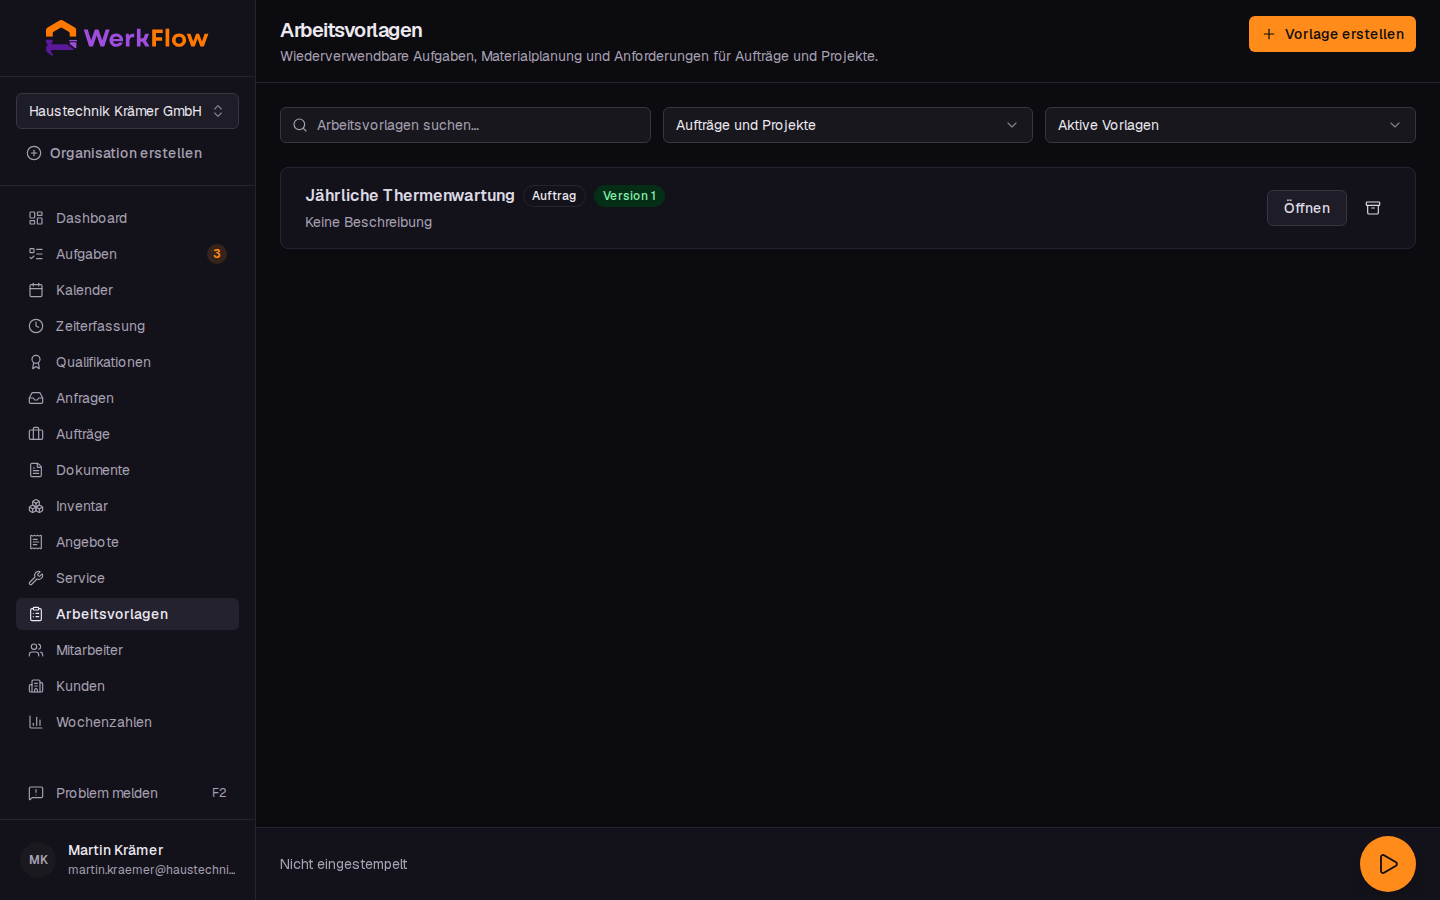 WerkFlow
Haustechnik Krämer GmbH
Organisation erstellen
Dashboard
Aufgaben 3
Kalender
Zeiterfassung
Qualifikationen
Anfragen
Aufträge
Dokumente
Inventar
Angebote
Service
Arbeitsvorlagen
Mitarbeiter
Kunden
Wochenzahlen
Problem melden F2
MK
Martin Krämer
martin.kraemer@haustechni...
Arbeitsvorlagen
Wiederverwendbare Aufgaben, Materialplanung und Anforderungen für Aufträge und Projekte.
Vorlage erstellen
Arbeitsvorlagen suchen...
Aufträge und Projekte
Aktive Vorlagen
Jährliche Thermenwartung Auftrag Version 1
Keine Beschreibung
Öffnen
Nicht eingestempelt